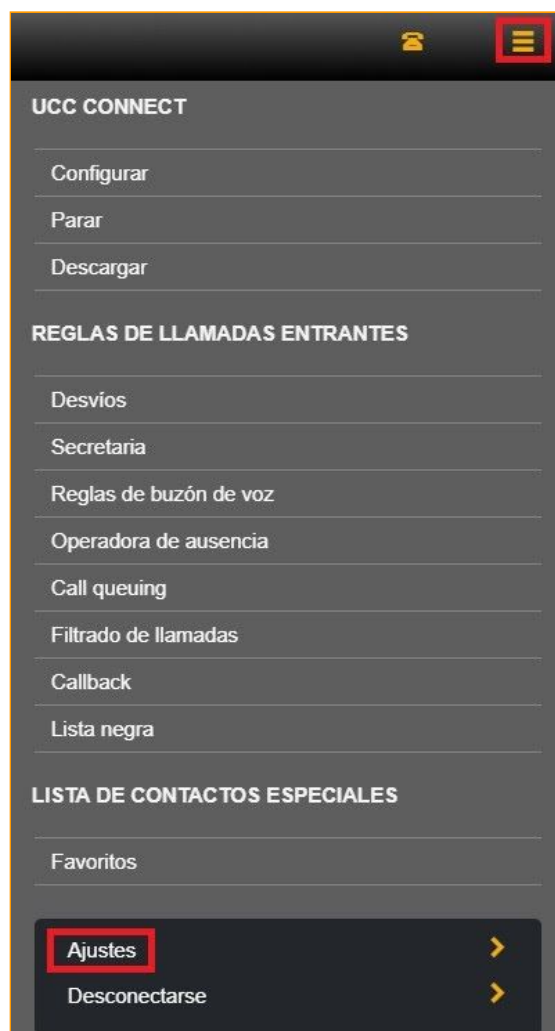 UCC CONNECT
Configurar
Parar
Descargar
REGLAS DE LLAMADAS ENTRANTES
Desvíos
Secretaria
Reglas de buzón de voz
Operadora de ausencia
Call queuing
Filtrado de llamadas
Callback
Lista negra
LISTA DE CONTACTOS ESPECIALES
Favoritos
Ajustes
Desconectarse